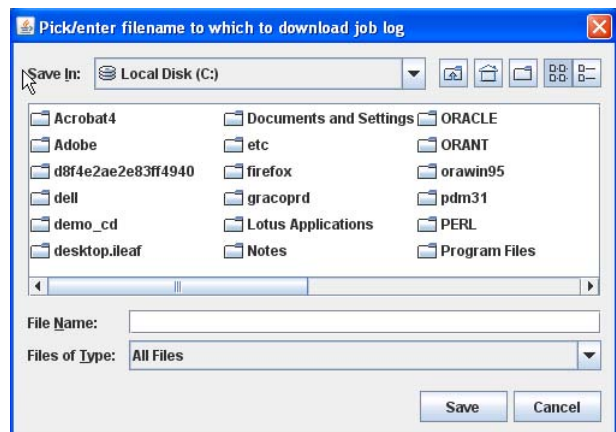 Pick/enter filename to which to download job log
Save In: Local Disk (C:)
Acrobat4 Documents and Settings ORACLE
Adobe etc ORANT
d8f4e2ae2e83ff4940 firefox orawin95
dell gracoprd pdm31
demo_cd Lotus Applications PERL
desktop.ileaf Notes Program Files
File Name:
Files of Type: All Files
Save Cancel